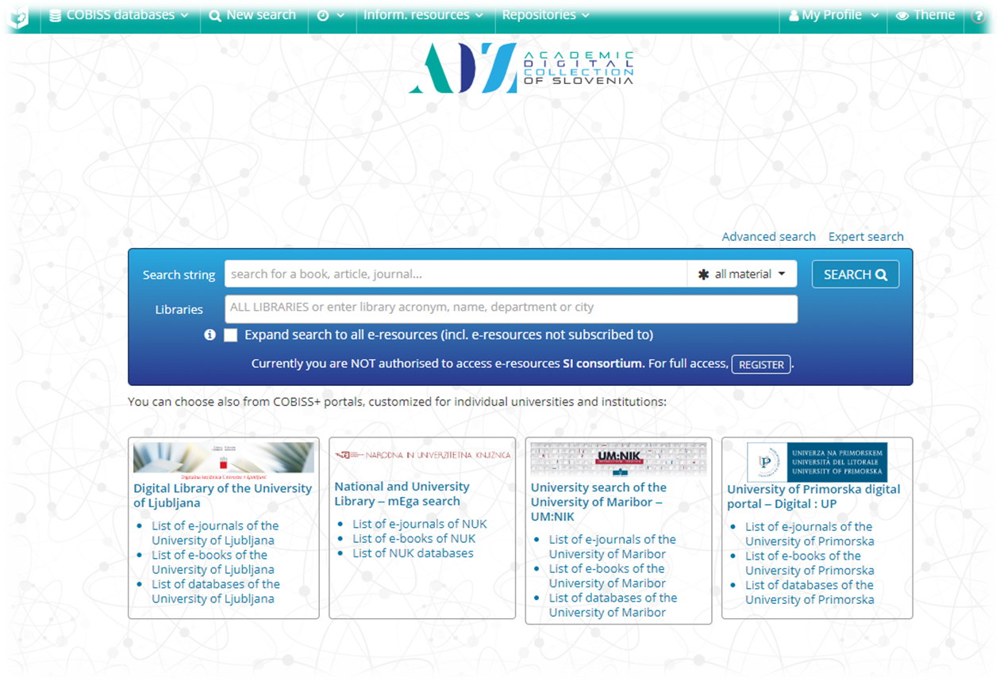 COBISS databases
New search
Inform. resources
Repositories
My Profile
Theme
?
ADZ
ACADEMIC
DIGITAL
COLLECTION
OF SLOVENIA
Advanced search
Expert search
Search string
search for a book, article, journal...
all material
SEARCH
Libraries
ALL LIBRARIES or enter library acronym, name, department or city
Expand search to all e-resources (incl. e-resources not subscribed to)
Currently you are NOT authorised to access e-resources SI consortium. For full access, REGISTER.
You can choose also from COBISS+ portals, customized for individual universities and institutions:
Digitalna knjižnica Univerze v Ljubljani
Digital Library of the University
of Ljubljana
• List of e-journals of the
University of Ljubljana
• List of e-books of the
University of Ljubljana
• List of databases of the
University of Ljubljana
NARODNA IN UNIVERZITETNA KNJIŽNICA
National and University
Library – mEga search
• List of e-journals of NUK
• List of e-books of NUK
• List of NUK databases
UM:NIK
University search of the
University of Maribor –
UM:NIK
• List of e-journals of the
University of Maribor
• List of e-books of the
University of Maribor
• List of databases of the
University of Maribor
UNIVERZA NA PRIMORSKEM
UNIVERSITÀ DEL LITORALE
UNIVERSITY OF PRIMORSKA
University of Primorska digital
portal – Digital : UP
• List of e-journals of the
University of Primorska
• List of e-books of the
University of Primorska
• List of databases of the
University of Primorska